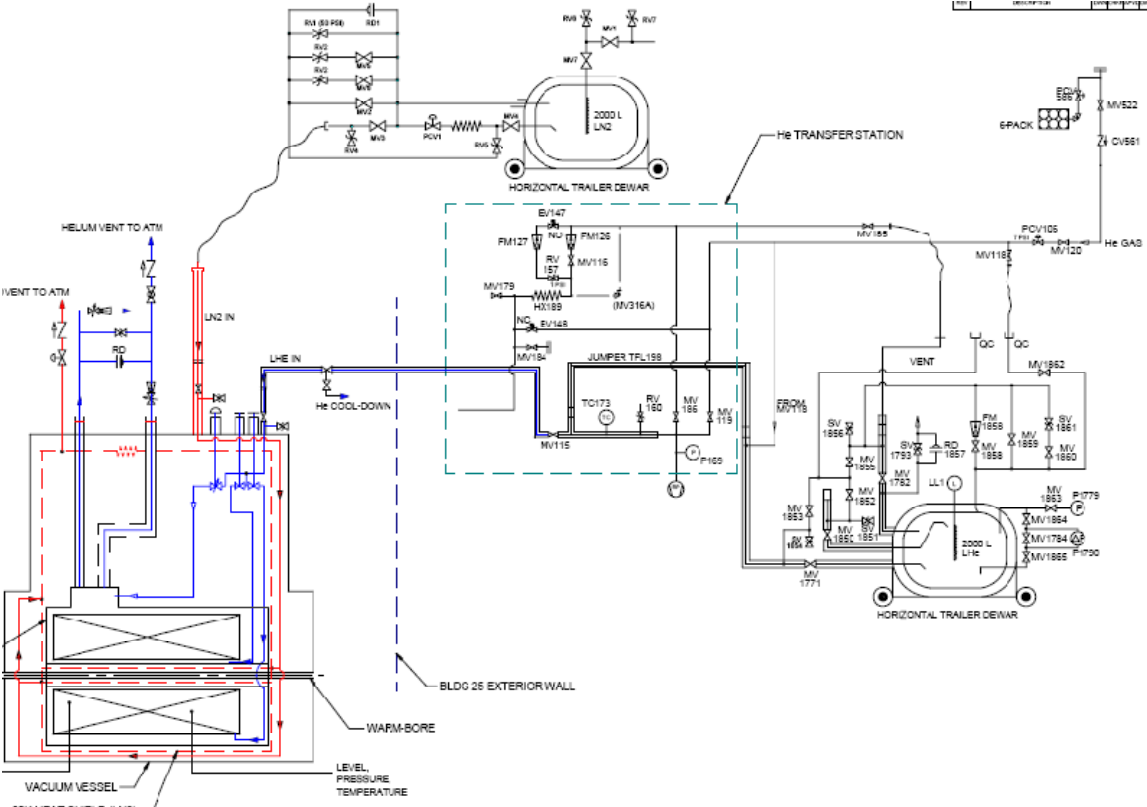 REV DESCRIPTION
RV1 (50 PSI)
RD1
RV2
MV5
RV2
MV6
MV2
RV4
MV3
PCV1
RV5
MV4
RV6
RV7
MV1
MV7
2000 L
LN2
HORIZONTAL TRAILER DEWAR
He TRANSFER STATION
6-PACK
MV522
CV561
PCV106
MV120
He GAS
MV118
HELIUM VENT TO ATM
VENT TO ATM
RD
LN2 IN
LHE IN
He COOL-DOWN
EV147
NO
FM127
FM126
MV116
RV
157
MV179
HX189
(MV316A)
NC
EV148
MV184
JUMPER TFL198
TC173
TC
RV
160
MV
186
MV
119
MV115
P
P169
FROM
MV118
VENT
QC
QC
MV1862
SV
1856
MV
1855
MV
1852
MV
1853
MV
1850
SV
1851
SV
1793
RD
1857
MV
1782
LL1
L
FM
1858
MV
1858
MV
1859
SV
1861
MV
1860
MV
1863
P1779
P
MV1864
MV1784
MV1865
P1790
MV
1771
2000 L
LHe
HORIZONTAL TRAILER DEWAR
BLDG 25 EXTERIOR WALL
WARM-BORE
VACUUM VESSEL
LEVEL,
PRESSURE
TEMPERATURE